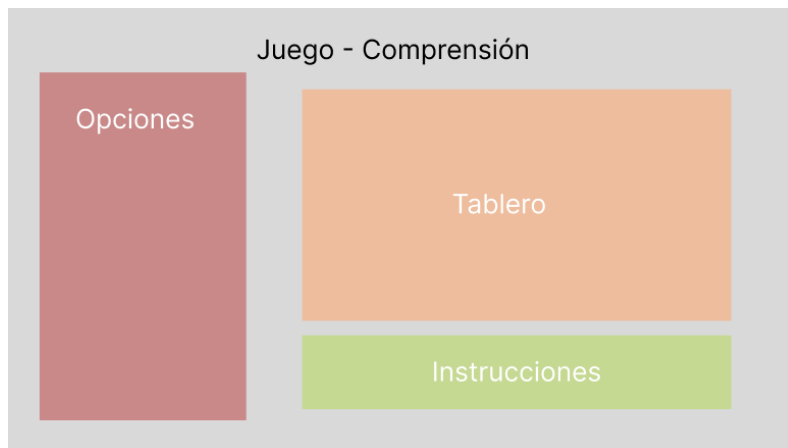 Juego - Comprensión
Opciones
Tablero
Instrucciones